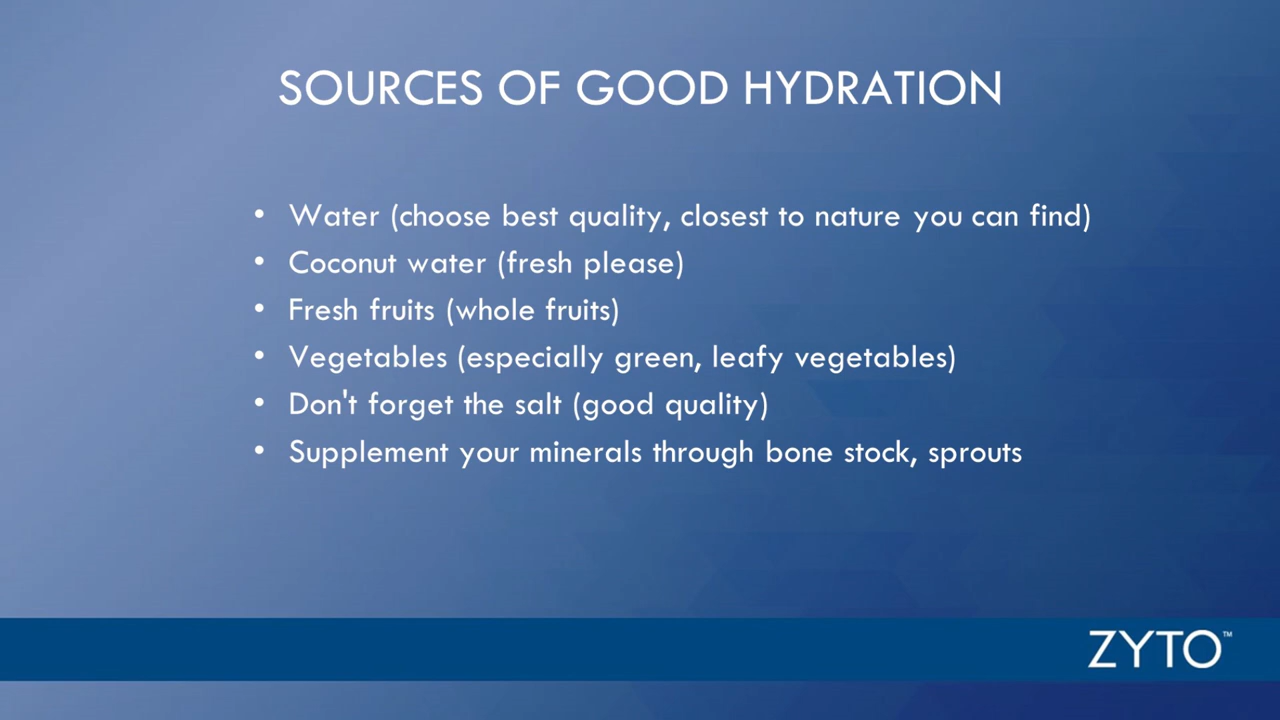 SOURCES OF GOOD HYDRATION
• Water (choose best quality, closest to nature you can find)
• Coconut water (fresh please)
• Fresh fruits (whole fruits)
• Vegetables (especially green, leafy vegetables)
• Don't forget the salt (good quality)
• Supplement your minerals through bone stock, sprouts
ZYTO™